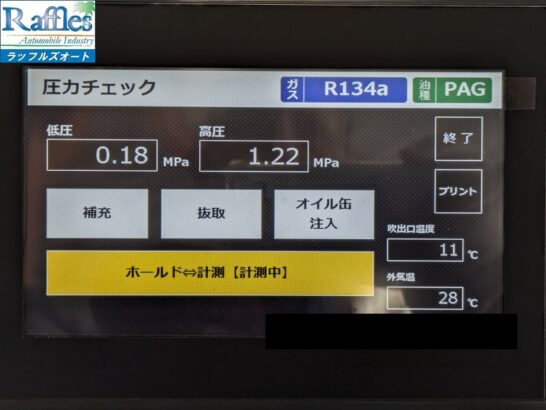 Raffles
Automobile Industry
ラッフルズオート
圧力チェック
ガス R134a
油種 PAG
低圧
0.18 MPa
高圧
1.22 MPa
終了
プリント
補充
抜取
オイル缶
注入
吹出口温度
11 ℃
ホールド⇔計測【計測中】
外気温
28 ℃